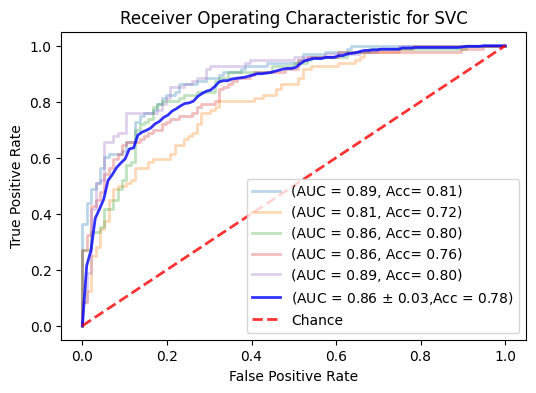 Receiver Operating Characteristic for SVC
True Positive Rate
1.0
0.8
0.6
0.4
0.2
0.0
(AUC = 0.89, Acc= 0.81)
(AUC = 0.81, Acc= 0.72)
(AUC = 0.86, Acc= 0.80)
(AUC = 0.86, Acc= 0.76)
(AUC = 0.89, Acc= 0.80)
(AUC = 0.86 ± 0.03,Acc = 0.78)
Chance
0.0 0.2 0.4 0.6 0.8 1.0
False Positive Rate